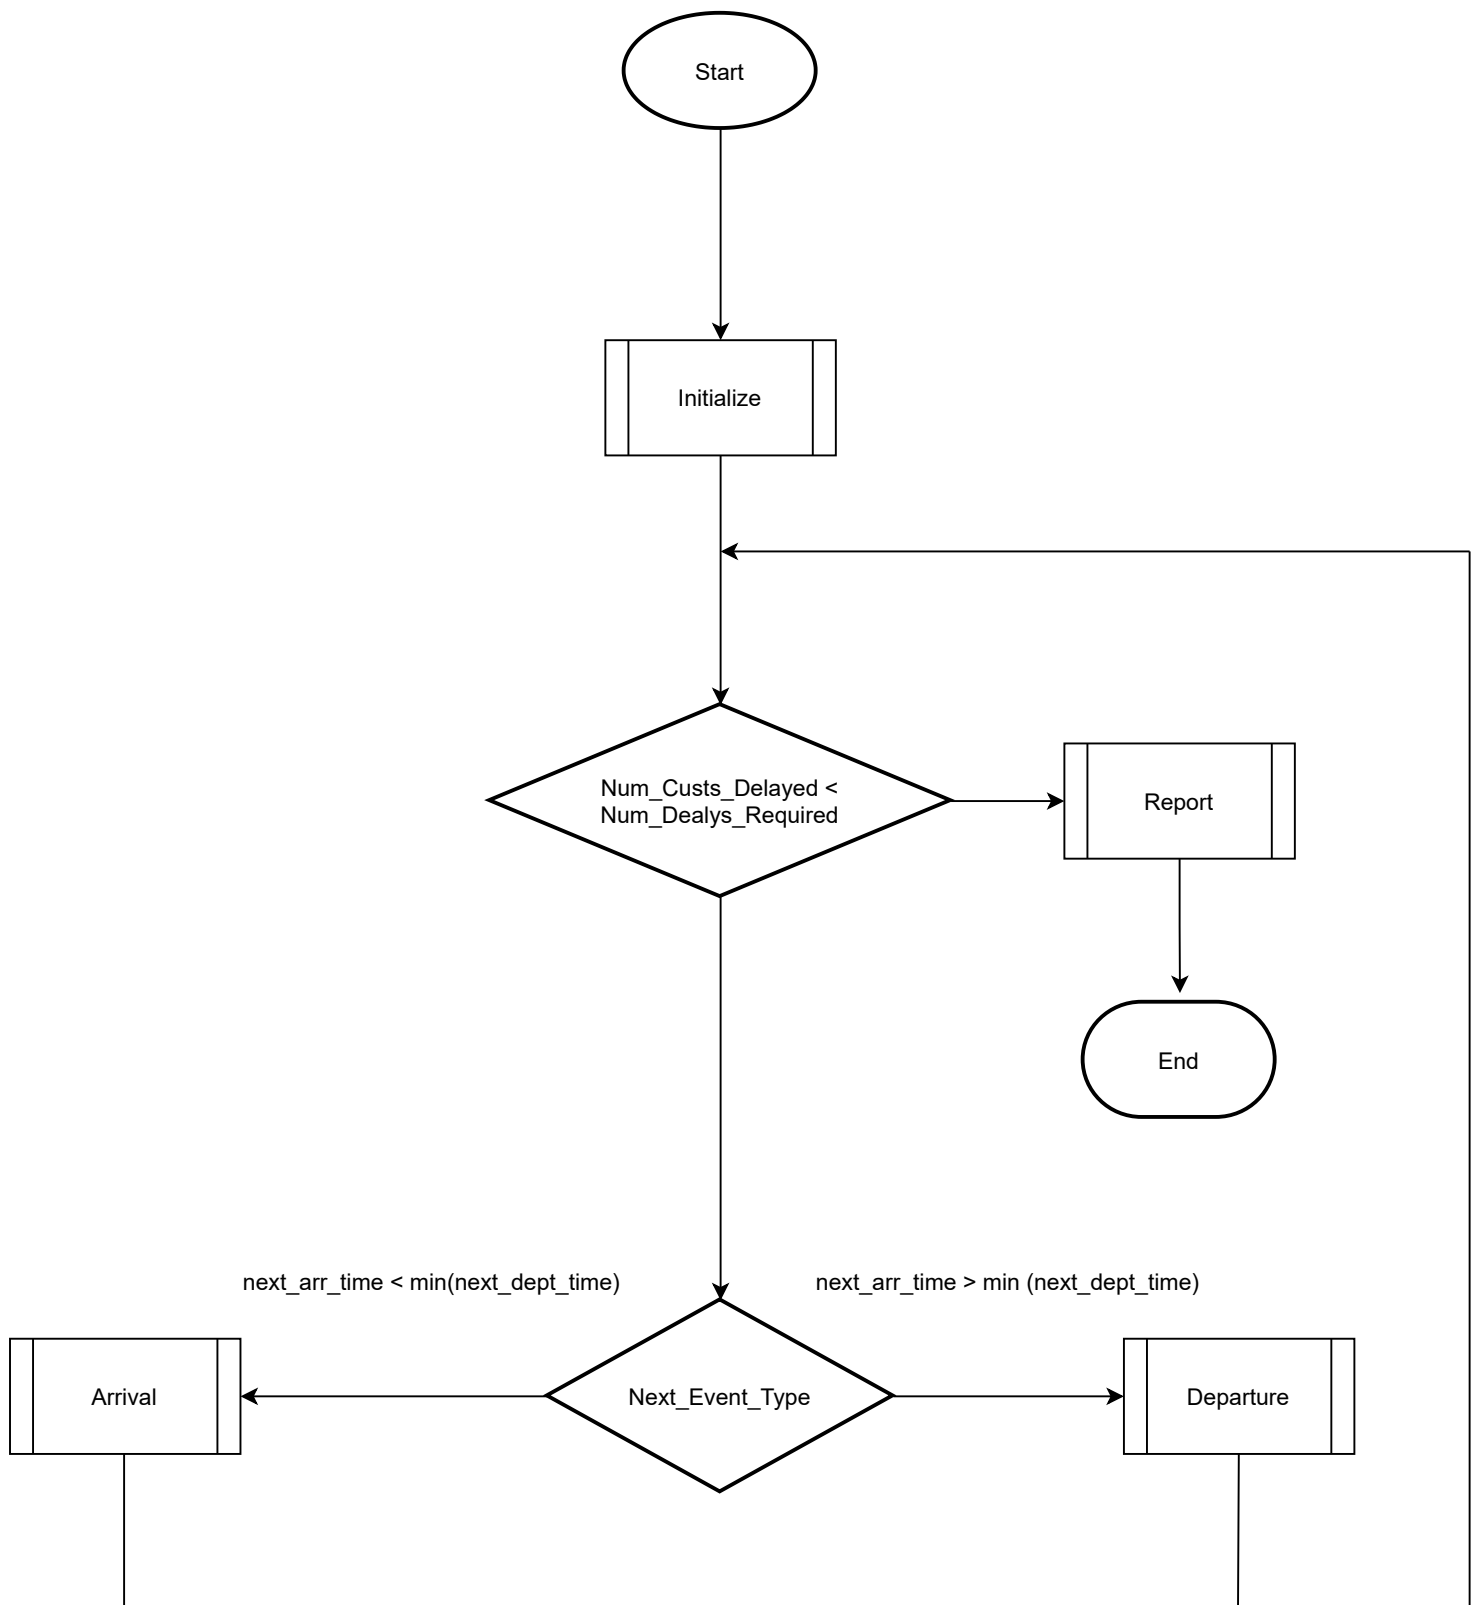 Start
Initialize
Num_Custs_Delayed <
Num_Dealys_Required
Report
End
next_arr_time < min(next_dept_time)
next_arr_time > min (next_dept_time)
Arrival
Next_Event_Type
Departure